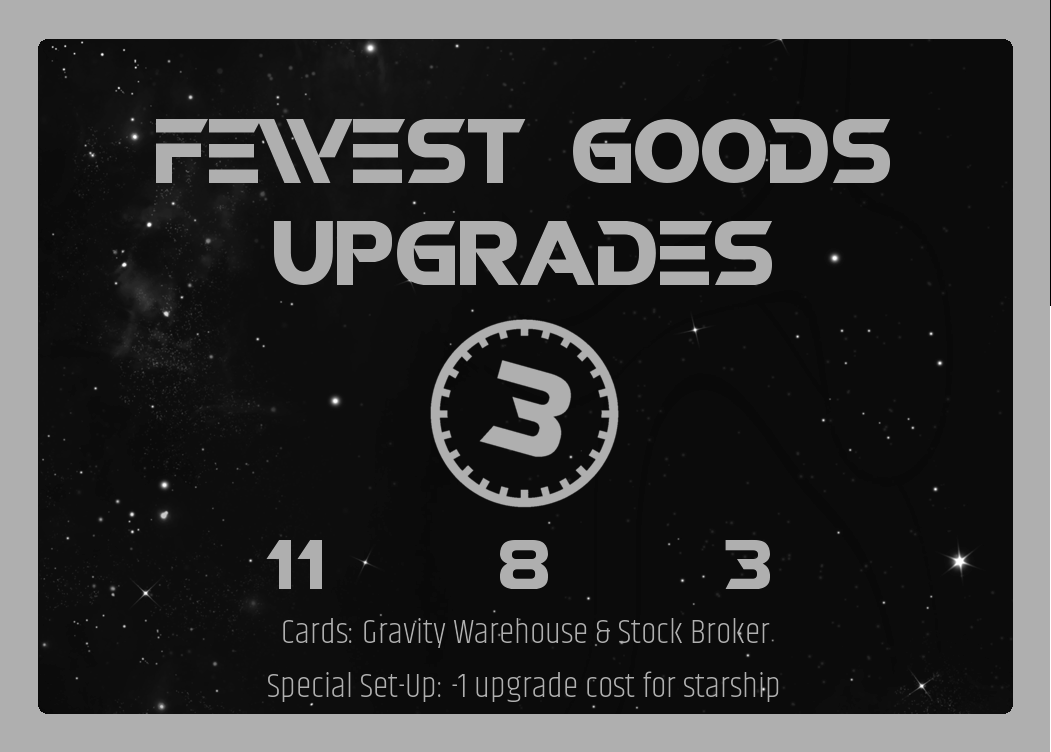 FEWEST GOODS
UPGRADES
3
11 8 3
Cards: Gravity Warehouse & Stock Broker
Special Set-Up: -1 upgrade cost for starship